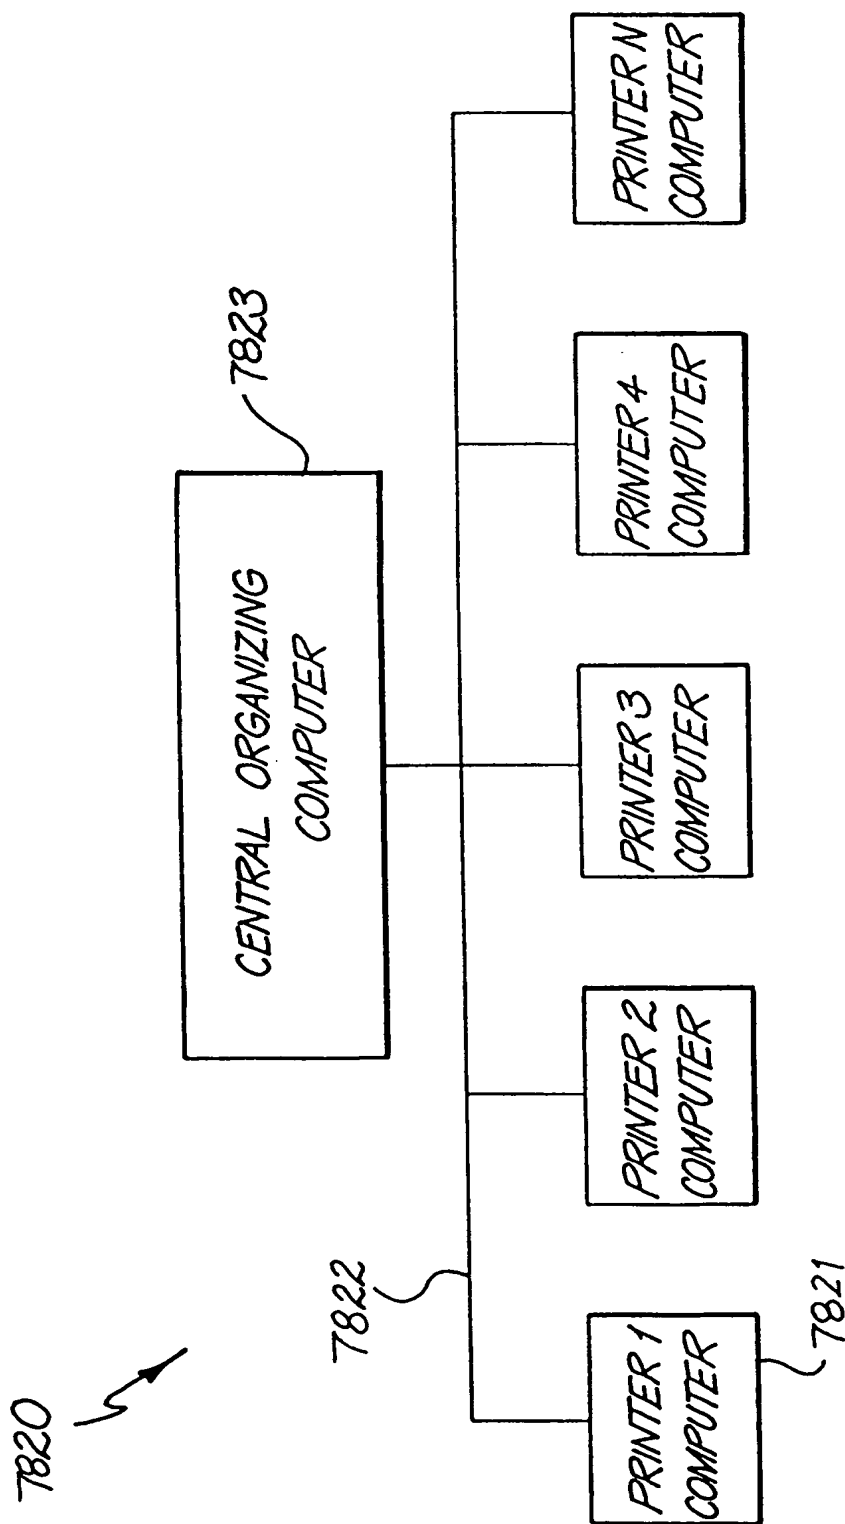 7820
7823
CENTRAL ORGANIZING
COMPUTER
7822
PRINTER 1
COMPUTER
PRINTER 2
COMPUTER
PRINTER 3
COMPUTER
PRINTER 4
COMPUTER
PRINTER N
COMPUTER
7821